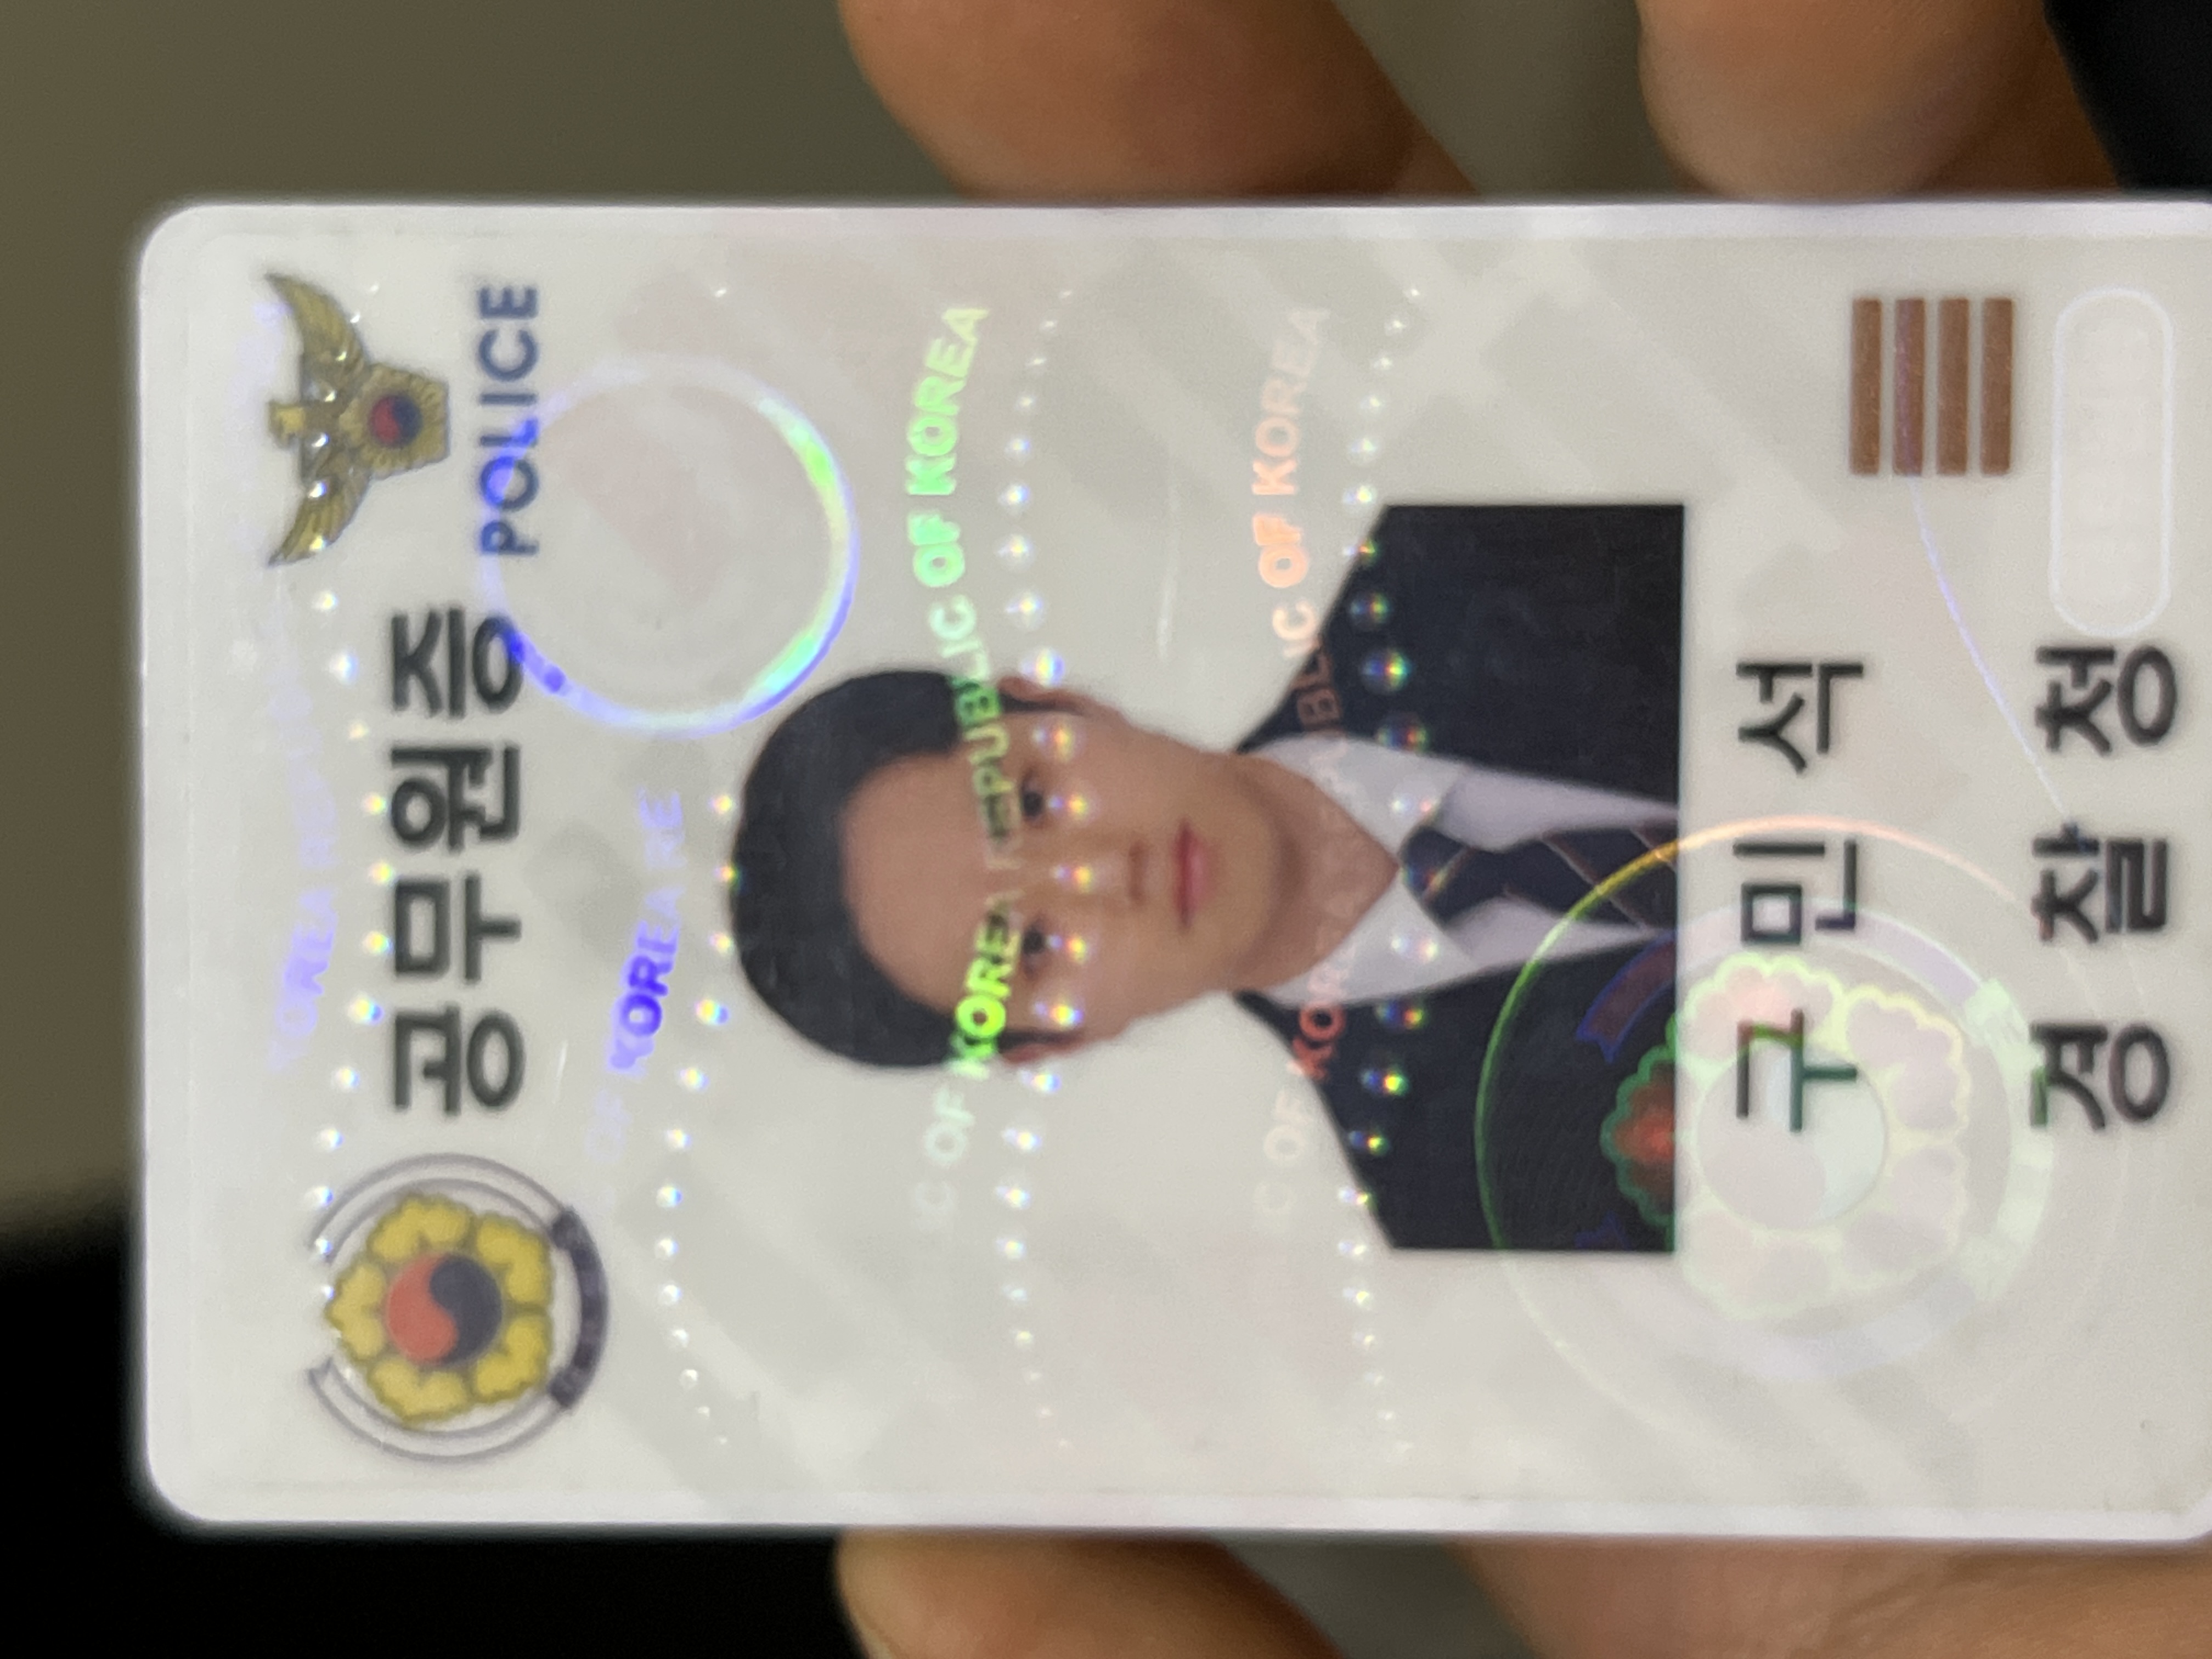 KOREA REPUBLIC
공무원증
POLICE
OF KOREA RE
C OF KOREA REPUBLIC OF KOREA
C OF KOREA REPUBLIC OF KOREA
구 민 석
경 찰 청